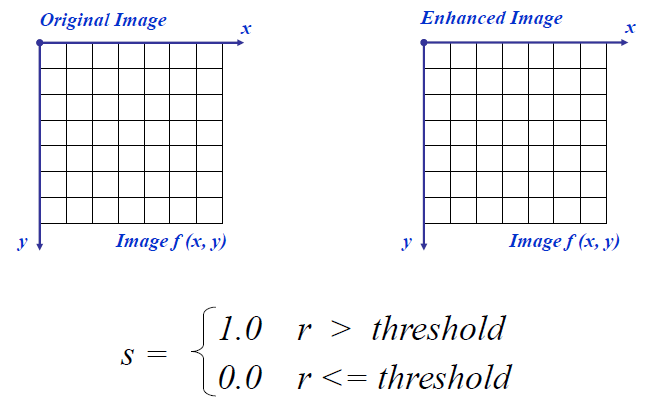 Original Image
x
y
Image f (x, y)
Enhanced Image
x
y
Image f (x, y)
s = { 1.0 r > threshold
0.0 r <= threshold